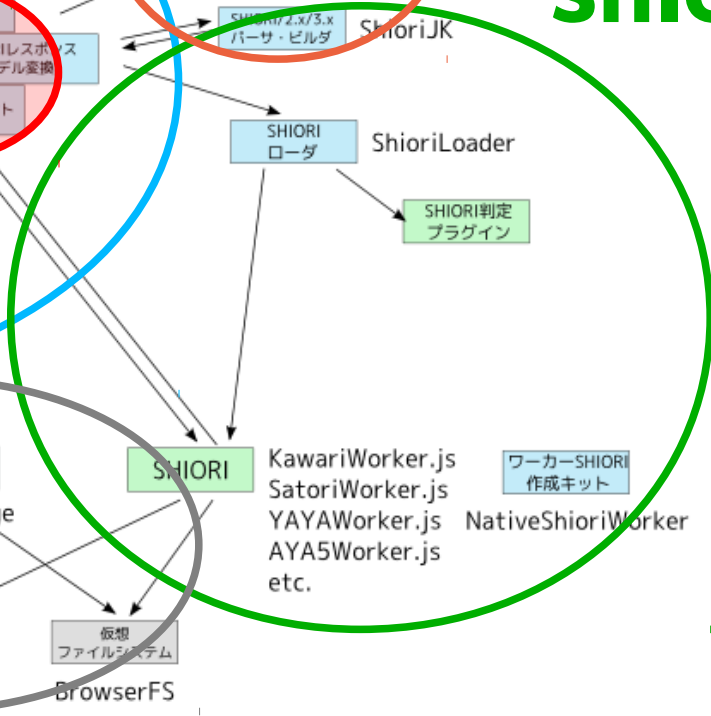 SHIORI/2.x/3.x
パーサ・ビルダ
ShioriJK
レスポンス
デル変換
ト
SHIORI
ローダ
ShioriLoader
SHIORI判定
プラグイン
SHIORI
KawariWorker.js
SatoriWorker.js
YAYAWorker.js
AYA5Worker.js
etc.
ワーカーSHIORI
作成キット
NativeShioriWorker
ge
仮想
ファイルシステム
BrowserFS